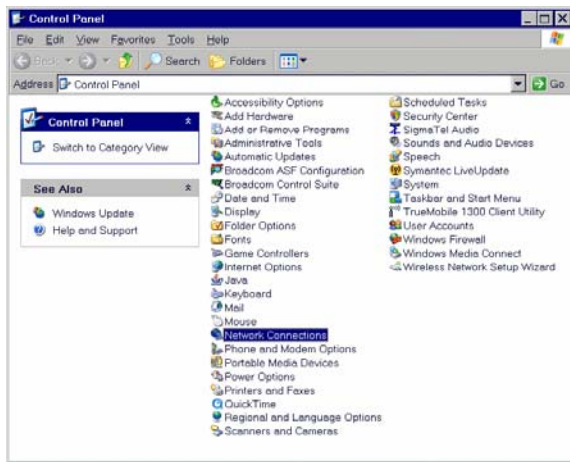 Control Panel
File Edit View Favorites Tools Help
Back Search Folders
Address Control Panel Go
Control Panel
Switch to Category View
See Also
Windows Update
Help and Support
Accessibility Options
Add Hardware
Add or Remove Programs
Administrative Tools
Automatic Updates
Broadcom ASF Configuration
Broadcom Control Suite
Date and Time
Display
Folder Options
Fonts
Game Controllers
Internet Options
Java
Keyboard
Mail
Mouse
Network Connections
Phone and Modem Options
Portable Media Devices
Power Options
Printers and Faxes
QuickTime
Regional and Language Options
Scanners and Cameras
Scheduled Tasks
Security Center
SigmaTel Audio
Sounds and Audio Devices
Speech
Symantec LiveUpdate
System
Taskbar and Start Menu
TrueMobile 1300 Client Utility
User Accounts
Windows Firewall
Windows Media Connect
Wireless Network Setup Wizard